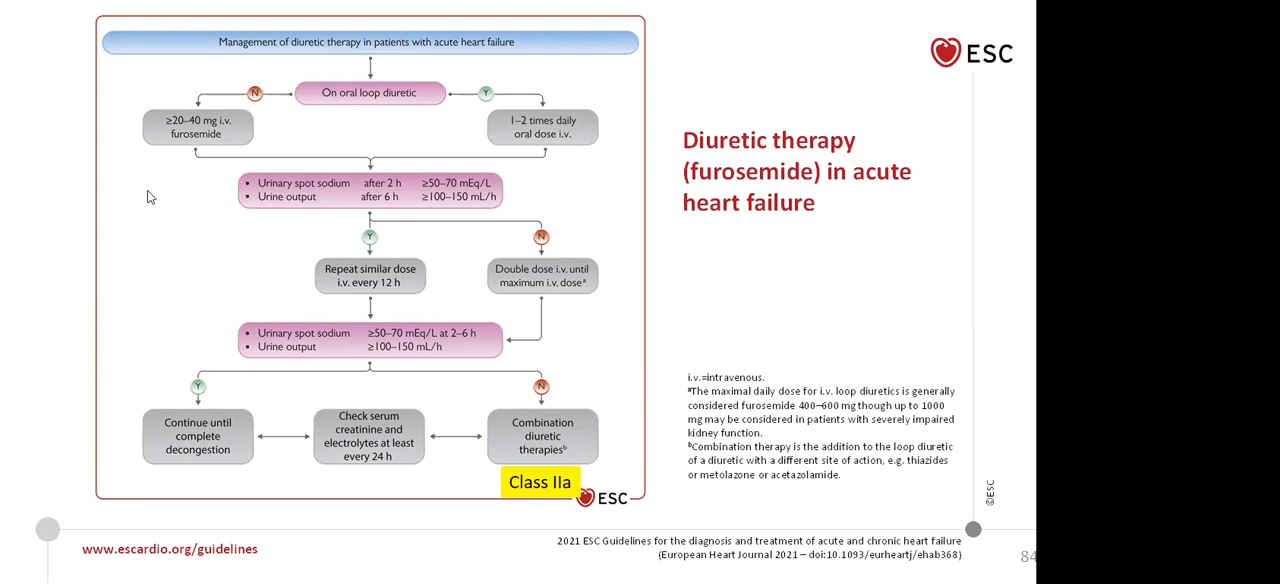 Management of diuretic therapy in patients with acute heart failure
On oral loop diuretic
N
Y
≥20–40 mg i.v.
furosemide
1–2 times daily
oral dose i.v.
• Urinary spot sodium after 2 h ≥50–70 mEq/L
• Urine output after 6 h ≥100–150 mL/h
Y
N
Repeat similar dose
i.v. every 12 h
Double dose i.v. until
maximum i.v. doseᵃ
• Urinary spot sodium ≥50–70 mEq/L at 2–6 h
• Urine output ≥100–150 mL/h
Y
N
Continue until
complete
decongestion
Check serum
creatinine and
electrolytes at least
every 24 h
Combination
diuretic
therapiesᵇ
Class IIa
ESC
ESC
Diuretic therapy
(furosemide) in acute
heart failure
i.v.=intravenous.
ᵃThe maximal daily dose for i.v. loop diuretics is generally
considered furosemide 400–600 mg though up to 1000
mg may be considered in patients with severely impaired
kidney function.
ᵇCombination therapy is the addition to the loop diuretic
of a diuretic with a different site of action, e.g. thiazides
or metolazone or acetazolamide.
©ESC
www.escardio.org/guidelines
2021 ESC Guidelines for the diagnosis and treatment of acute and chronic heart failure
(European Heart Journal 2021 – doi:10.1093/eurheartj/ehab368)
84